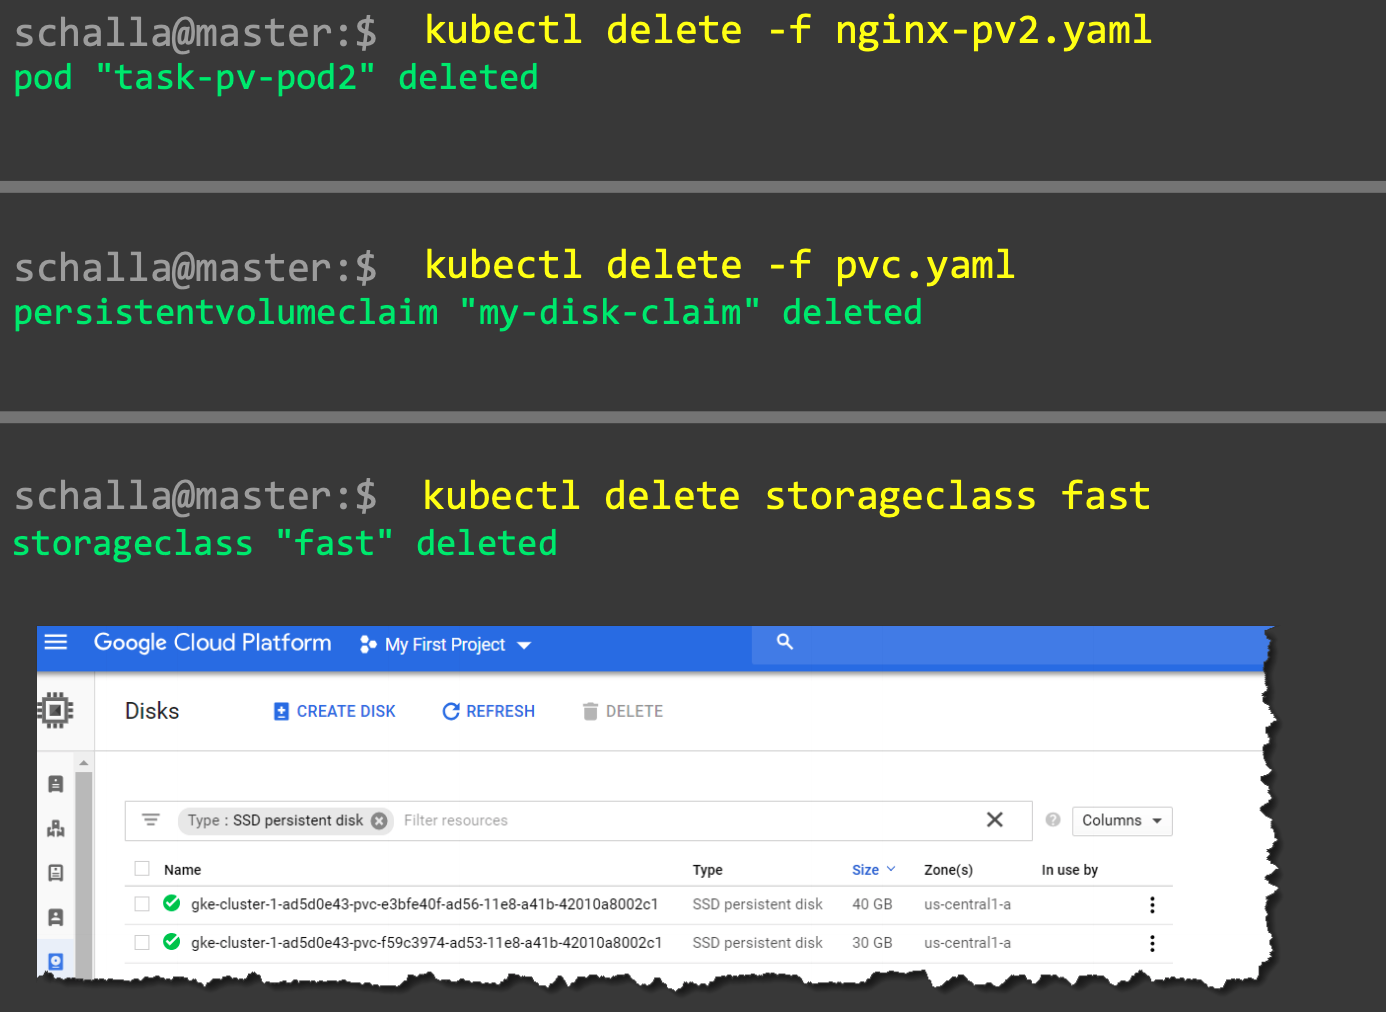 schalla@master:$ kubectl delete -f nginx-pv2.yaml
pod "task-pv-pod2" deleted
schalla@master:$ kubectl delete -f pvc.yaml
persistentvolumeclaim "my-disk-claim" deleted
schalla@master:$ kubectl delete storageclass fast
storageclass "fast" deleted
Google Cloud Platform My First Project
Disks CREATE DISK REFRESH DELETE
Type : SSD persistent disk Filter resources Columns
Name Type Size Zone(s) In use by
gke-cluster-1-ad5d0e43-pvc-e3bfe40f-ad56-11e8-a41b-42010a8002c1 SSD persistent disk 40 GB us-central1-a
gke-cluster-1-ad5d0e43-pvc-f59c3974-ad53-11e8-a41b-42010a8002c1 SSD persistent disk 30 GB us-central1-a